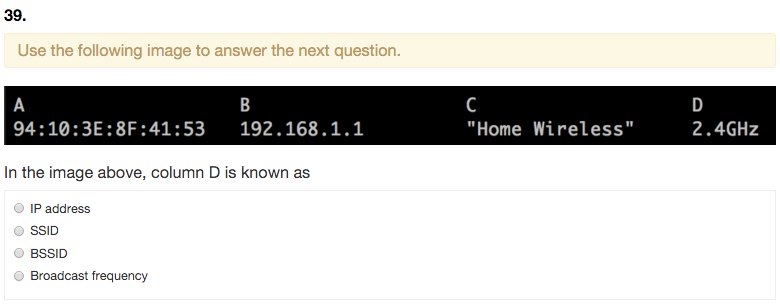 39.
Use the following image to answer the next question.
A B C D
94:10:3E:8F:41:53 192.168.1.1 "Home Wireless" 2.4GHz
In the image above, column D is known as
IP address
SSID
BSSID
Broadcast frequency